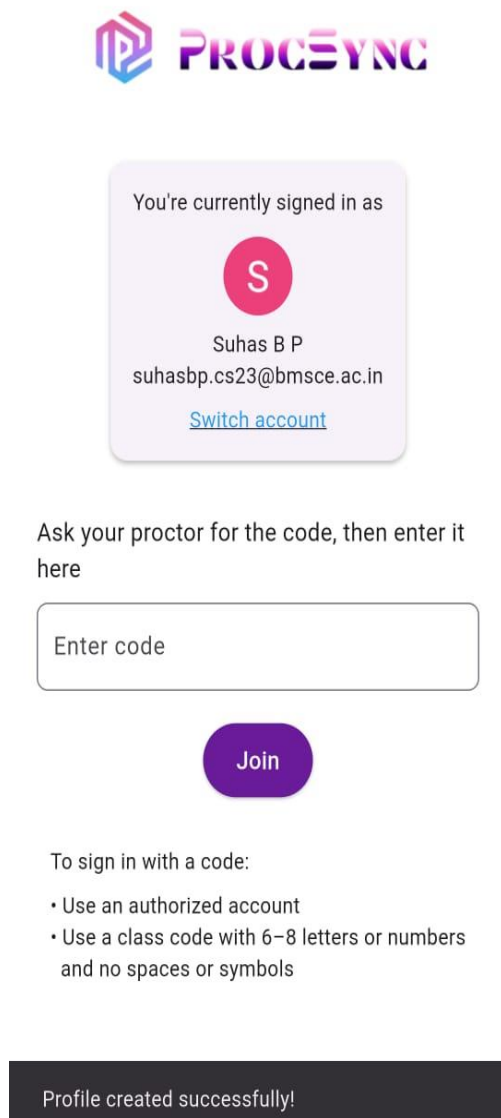 PROCSYNC
You're currently signed in as
S
Suhas B P
suhasbp.cs23@bmsce.ac.in
Switch account
Ask your proctor for the code, then enter it
here
Enter code
Join
To sign in with a code:
• Use an authorized account
• Use a class code with 6–8 letters or numbers
and no spaces or symbols
Profile created successfully!